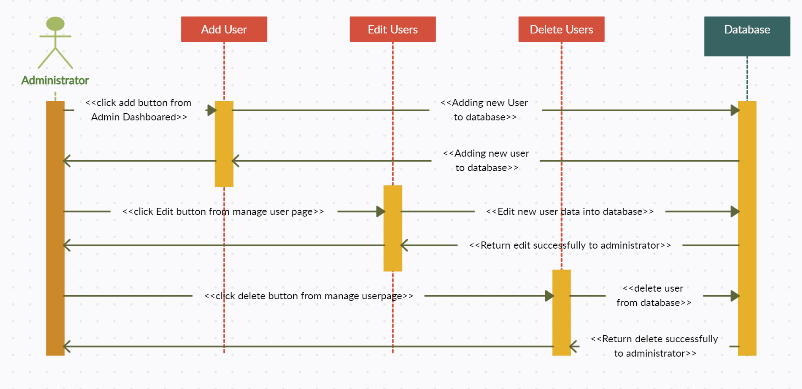 Add User
Edit Users
Delete Users
Database
Administrator
<<click add button from
Admin Dashboared>>
<<Adding new User
to database>>
<<Adding new user
to database>>
<<click Edit button from manage user page>>
<<Edit new user data into database>>
<<Return edit successfully to administrator>>
<<click delete button from manage userpage>>
<<delete user
from database>>
<<Return delete successfully
to administrator>>